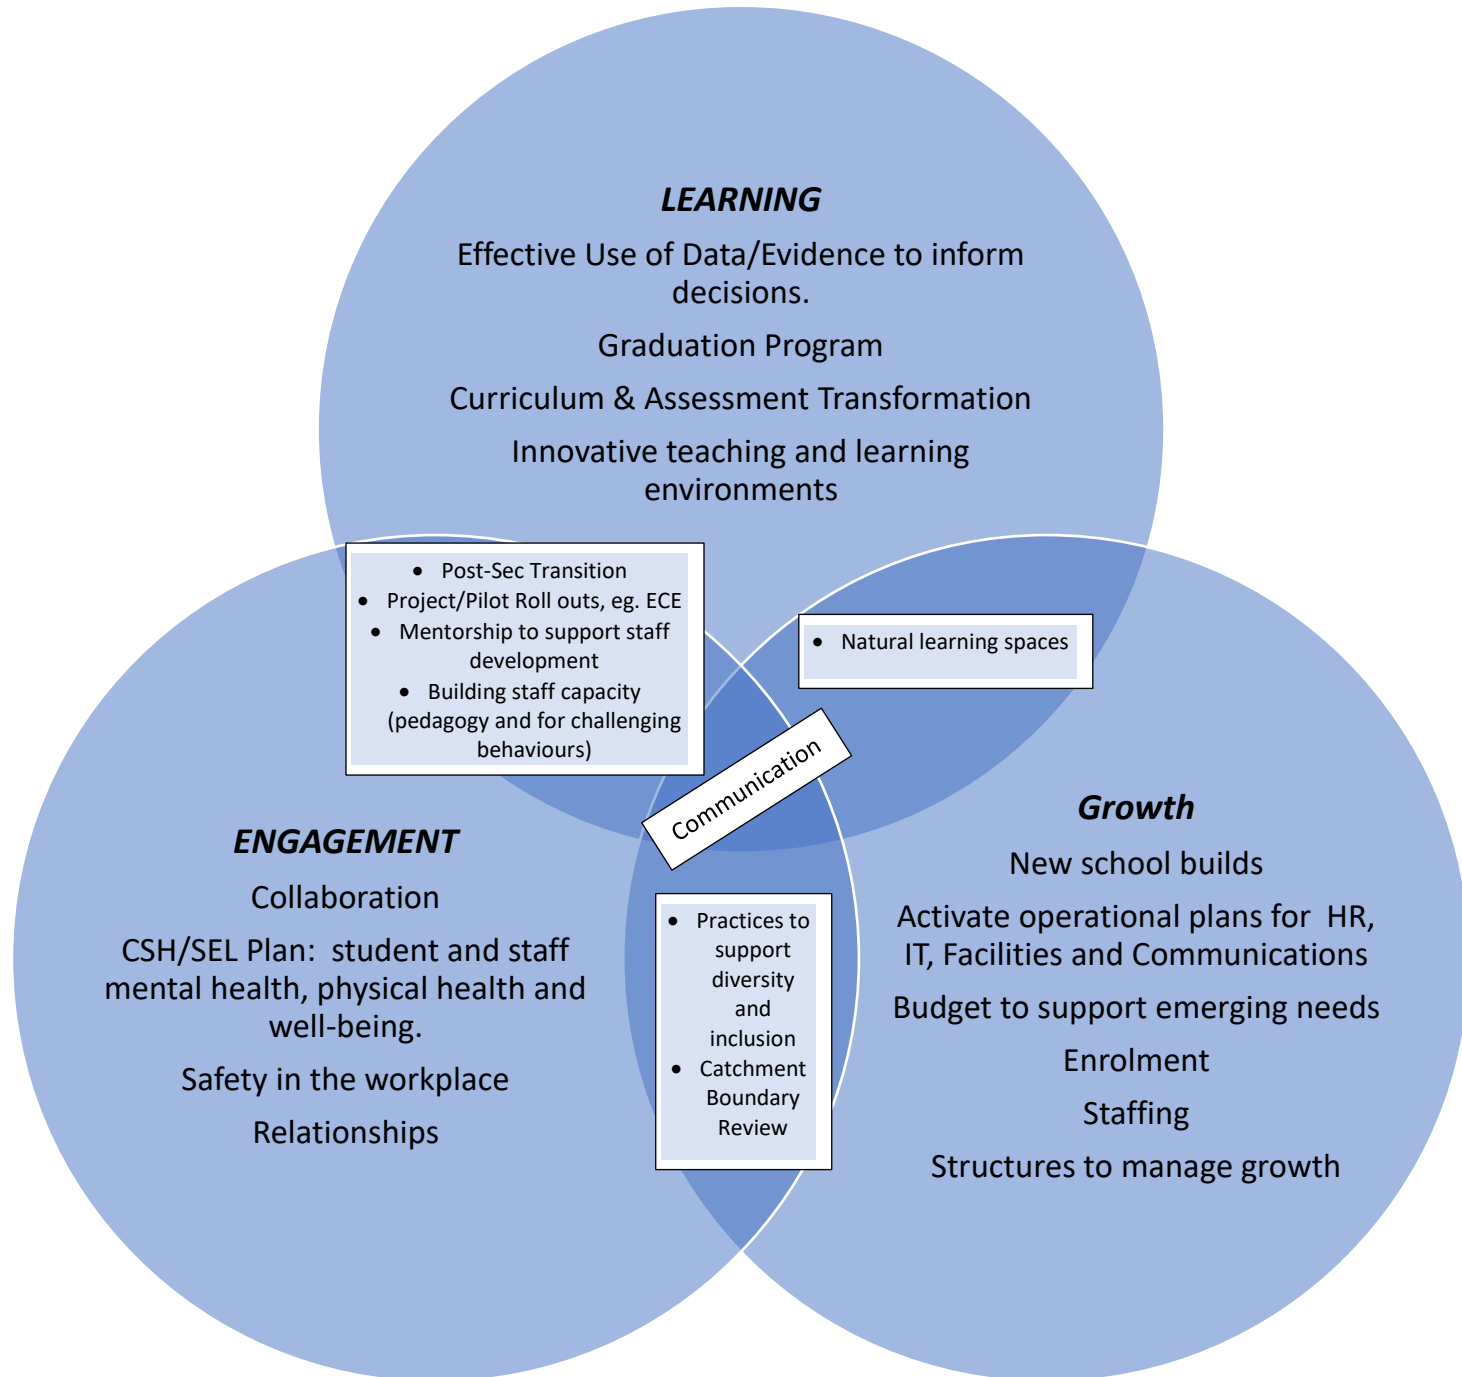 LEARNING
Effective Use of Data/Evidence to inform
decisions.
Graduation Program
Curriculum & Assessment Transformation
Innovative teaching and learning
environments
• Post-Sec Transition
• Project/Pilot Roll outs, eg. ECE
• Mentorship to support staff
development
• Building staff capacity
(pedagogy and for challenging
behaviours)
• Natural learning spaces
Communication
ENGAGEMENT
Collaboration
CSH/SEL Plan:  student and staff
mental health, physical health and
well-being.
Safety in the workplace
Relationships
• Practices to
support
diversity
and
inclusion
• Catchment
Boundary
Review
Growth
New school builds
Activate operational plans for  HR,
IT, Facilities and Communications
Budget to support emerging needs
Enrolment
Staffing
Structures to manage growth